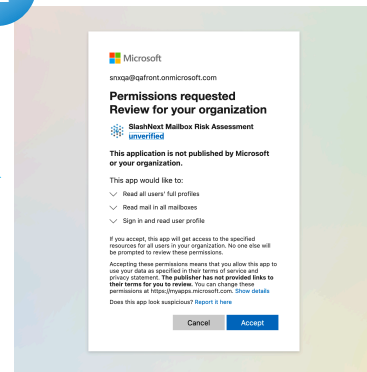 Microsoft
snxqa@qafront.onmicrosoft.com
Permissions requested
Review for your organization
SlashNext Mailbox Risk Assessment
unverified
This application is not published by Microsoft
or your organization.
This app would like to:
Read all users' full profiles
Read mail in all mailboxes
Sign in and read user profile
If you accept, this app will get access to the specified
resources for all users in your organization. No one else will
be prompted to review these permissions.
Accepting these permissions means that you allow this app to
use your data as specified in their terms of service and
privacy statement. The publisher has not provided links to
their terms for you to review. You can change these
permissions at https://myapps.microsoft.com. Show details
Does this app look suspicious? Report it here
Cancel Accept